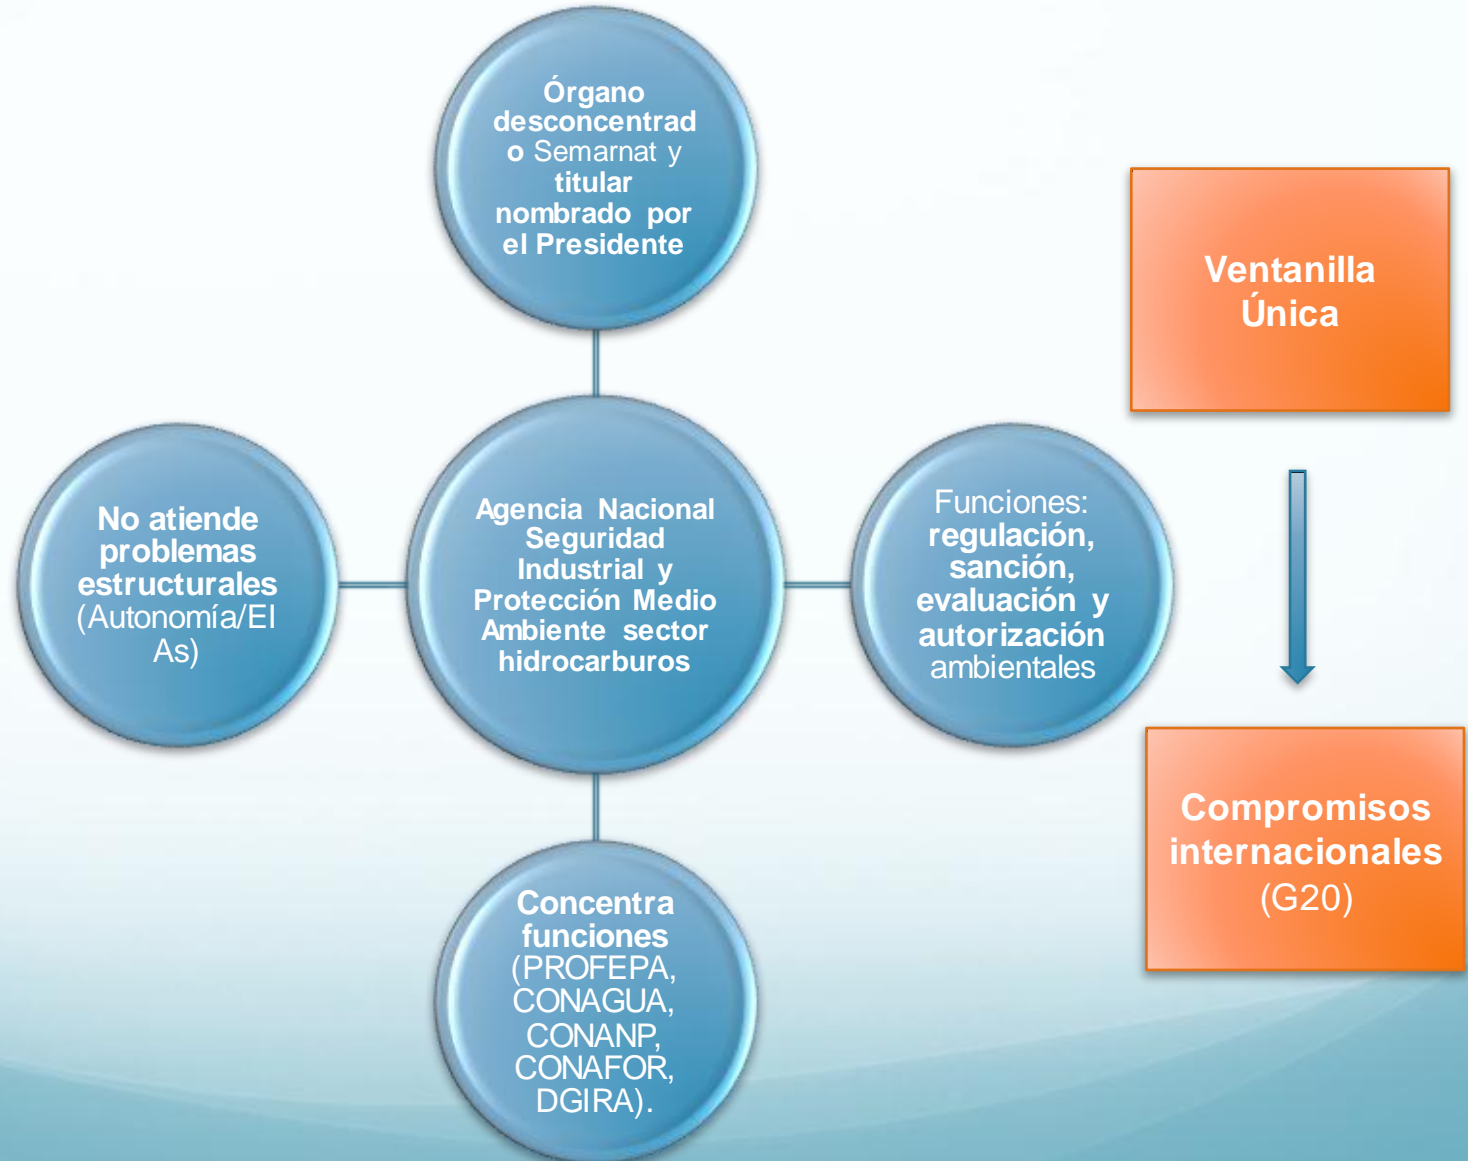 Órgano
desconcentrad
o Semarnat y
titular
nombrado por
el Presidente
Ventanilla
Única
No atiende
problemas
estructurales
(Autonomía/EI
As)
Agencia Nacional
Seguridad
Industrial y
Protección Medio
Ambiente sector
hidrocarburos
Funciones:
regulación,
sanción,
evaluación y
autorización
ambientales
Compromisos
internacionales
(G20)
Concentra
funciones
(PROFEPA,
CONAGUA,
CONANP,
CONAFOR,
DGIRA).